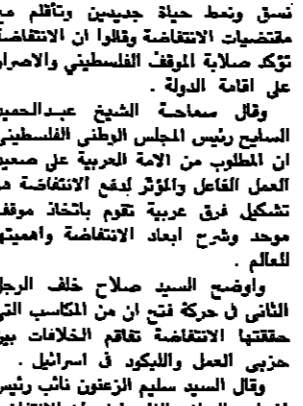 نسق ونمط حياة جديدين وتأقلم مع
مقتضيات الانتفاضة وقالوا ان الانتفاضة
تؤكد صلابة الموقف الفلسطيني والاصرار
على اقامة الدولة .
وقال سماحة الشيخ عبدالحميد
السايح رئيس المجلس الوطني الفلسطيني
ان المطلوب من الامة العربية على صعيد
العمل الفاعل والمؤثر لدفع الانتفاضة هو
تشكيل فرق عربية تقوم باتخاذ موقف
موحد وشرح ابعاد الانتفاضة واهميتها
للعالم .
واوضح السيد صلاح خلف الرجل
الثاني في حركة فتح ان من المكاسب التي
حققتها الانتفاضة تفاقم الخلافات بين
حزبي العمل والليكود في اسرائيل .
وقال السيد سليم الزعنون نائب رئيس